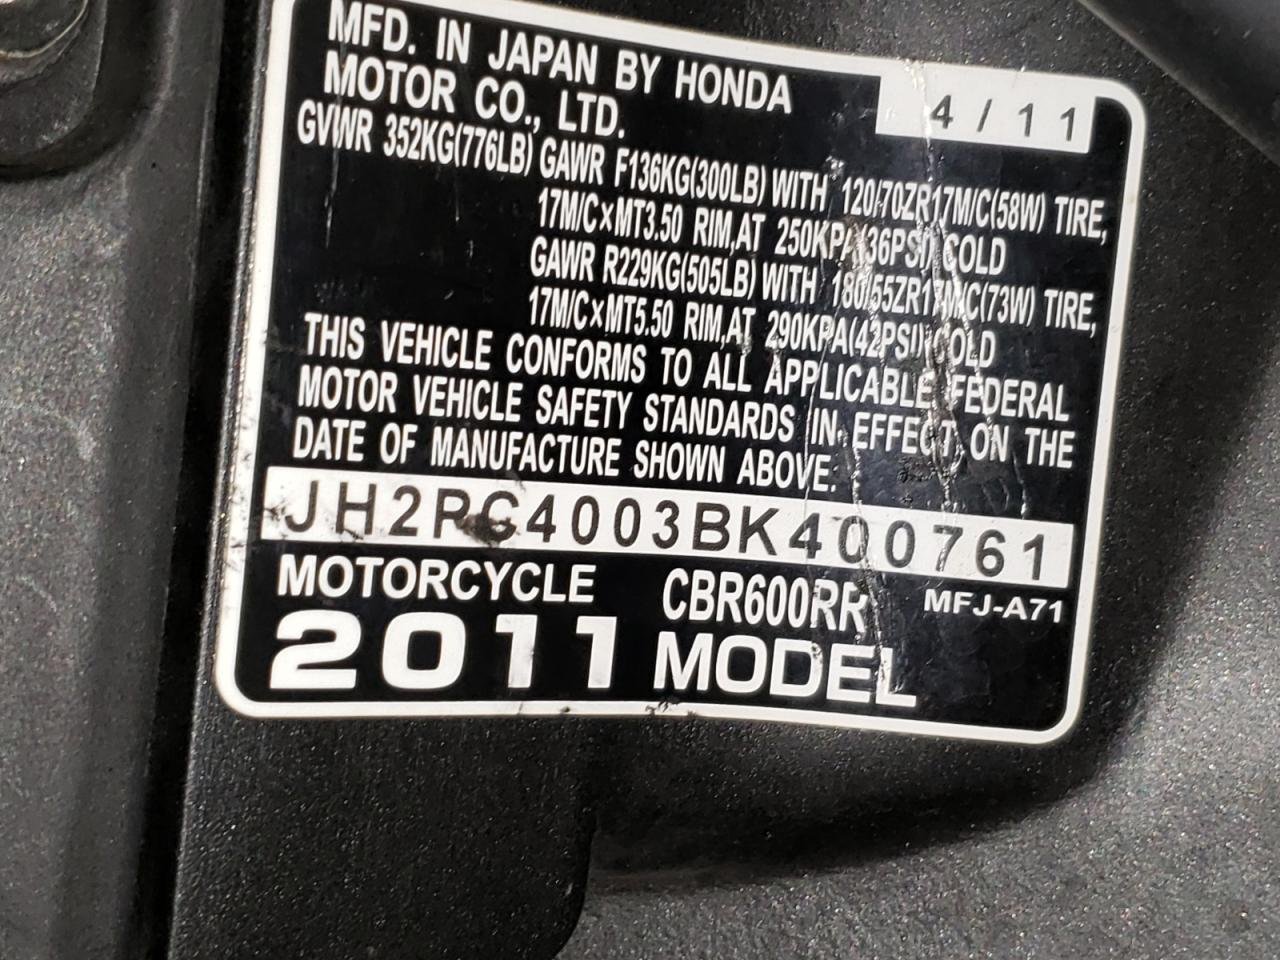 MFD. IN JAPAN BY HONDA
MOTOR CO., LTD.
4/11
GVWR 352KG(776LB) GAWR F136KG(300LB) WITH 120/70ZR17M/C(58W) TIRE,
17M/C×MT3.50 RIM,AT 250KPA(36PSI) COLD
GAWR R229KG(505LB) WITH 180/55ZR17M/C(73W) TIRE,
17M/C×MT5.50 RIM,AT 290KPA(42PSI) COLD
THIS VEHICLE CONFORMS TO ALL APPLICABLE FEDERAL
MOTOR VEHICLE SAFETY STANDARDS IN EFFECT ON THE
DATE OF MANUFACTURE SHOWN ABOVE.
JH2PC4003BK400761
MOTORCYCLE CBR600RR MFJ-A71
2011 MODEL